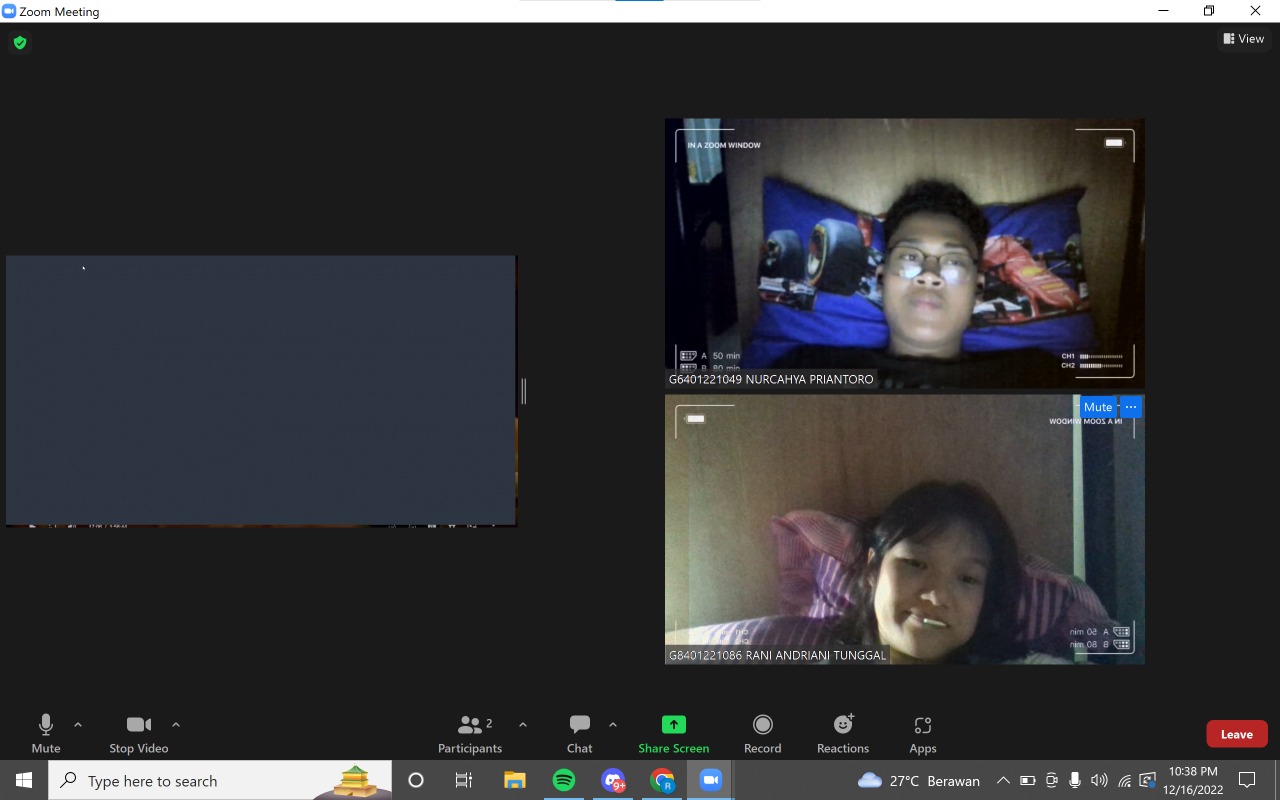 Zoom Meeting
View
IN A ZOOM WINDOW
A 50 min
B 80 min
CH1
CH2
G6401221049 NURCAHYA PRIANTORO
Mute
IN A ZOOM WINDOW
A 50 min
B 80 min
G8401221086 RANI ANDRIANI TUNGGAL
2
Mute
Stop Video
Participants
Chat
Share Screen
Record
Reactions
Apps
Leave
Type here to search
9+
R
27°C Berawan
10:38 PM
12/16/2022